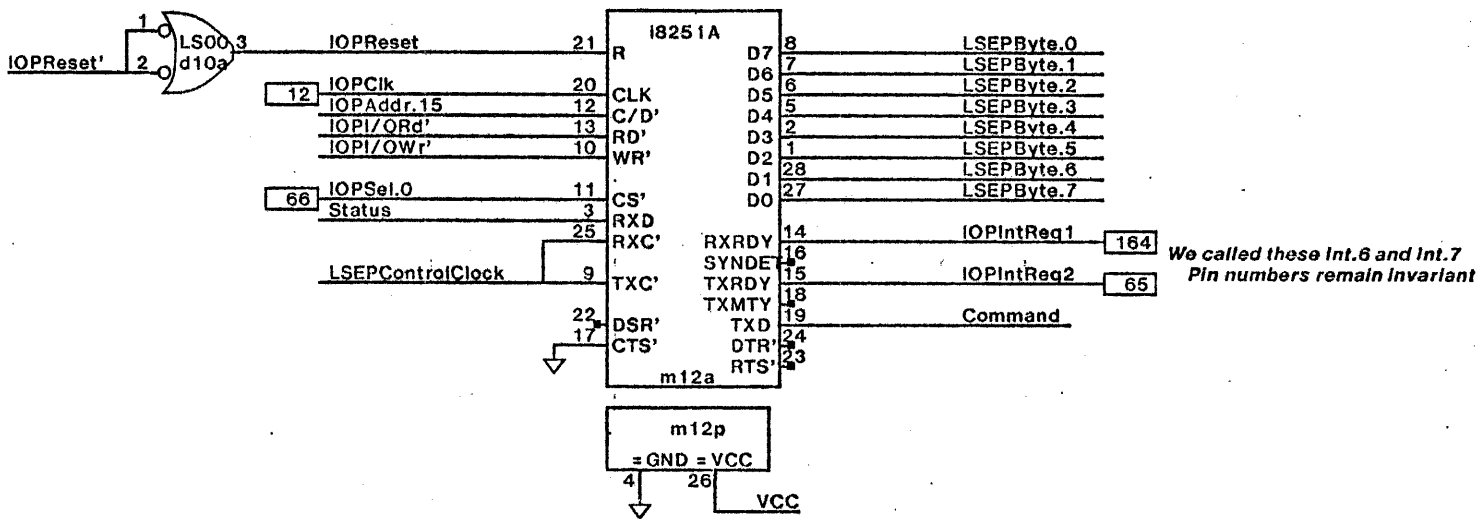 1
I8251A
LS00 3
IOPReset 21 R D7 8 LSEPByte.0
IOPReset' 2 d10a
D6 7 LSEPByte.1
12 IOPClk 20 CLK D5 6 LSEPByte.2
IOPAddr.15 12 C/D' D4 5 LSEPByte.3
IOPI/ORd' 13 RD' D3 2 LSEPByte.4
IOPI/OWr' 10 WR' D2 1 LSEPByte.5
D1 28 LSEPByte.6
66 IOPSel.0 11 CS' D0 27 LSEPByte.7
Status 3 RXD
25 RXC' RXRDY 14 IOPIntReq1 164
SYNDET 16 We called these Int.6 and Int.7
LSEPControlClock 9 TXC' TXRDY 15 IOPIntReq2 65 Pin numbers remain invariant
TXMTY 18
22 DSR' TXD 19 Command
17 CTS' DTR' 24
RTS' 23
m12a
m12p
=GND =VCC
4 26
VCC